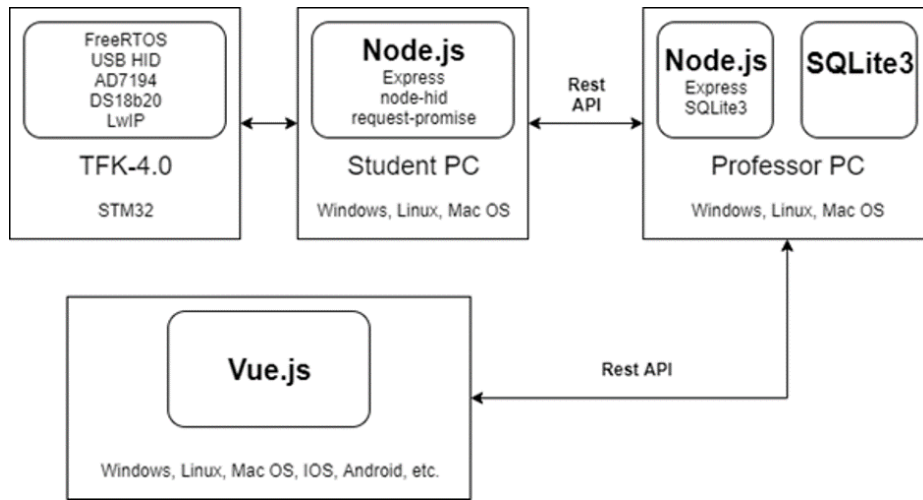 FreeRTOS
USB HID
AD7194
DS18b20
LwIP
TFK-4.0
STM32
Node.js
Express
node-hid
request-promise
Student PC
Windows, Linux, Mac OS
Rest
API
Node.js
Express
SQLite3
SQLite3
Professor PC
Windows, Linux, Mac OS
Vue.js
Windows, Linux, Mac OS, IOS, Android, etc.
Rest API